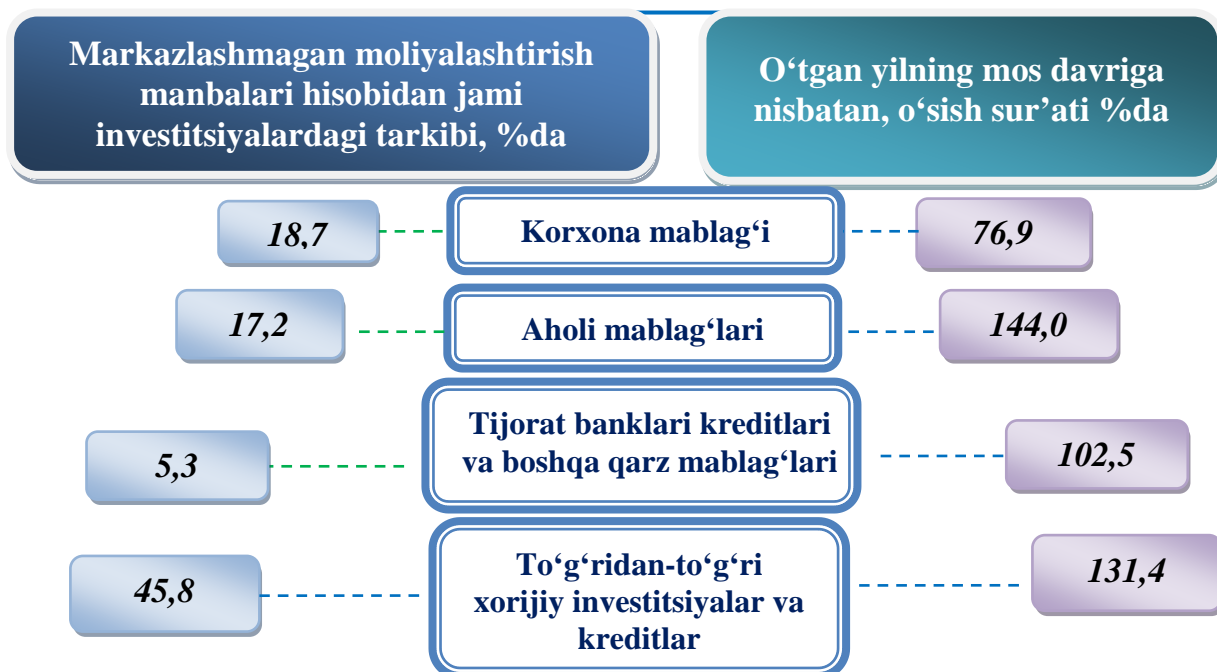 Markazlashmagan moliyalashtirish
manbalari hisobidan jami
investitsiyalardagi tarkibi, %da
O‘tgan yilning mos davriga
nisbatan, o‘sish sur’ati %da
18,7
Korxona mablag‘i
76,9
17,2
Aholi mablag‘lari
144,0
5,3
Tijorat banklari kreditlari
va boshqa qarz mablag‘lari
102,5
45,8
To‘g‘ridan-to‘g‘ri
xorijiy investitsiyalar va
kreditlar
131,4